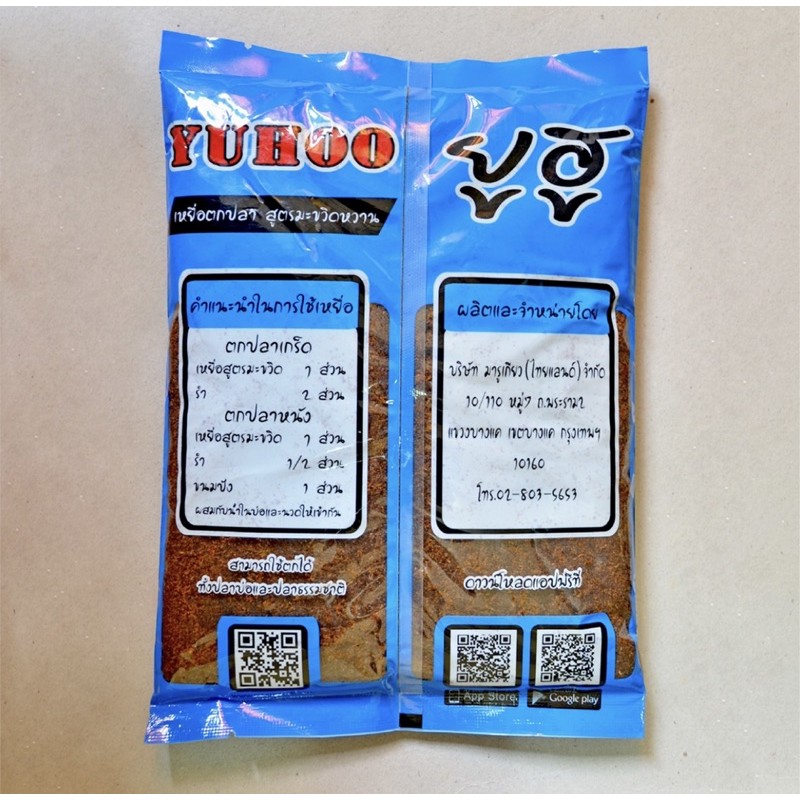 YUHOO
เหยื่อตกปลา สูตรมะขวิดหวาน
คำแนะนำในการใช้เหยื่อ
ตกปลาเกร็ด
เหยื่อสูตรมะขวิด 1 ส่วน
รำ 2 ส่วน
ตกปลาหนัง
เหยื่อสูตรมะขวิด 1 ส่วน
รำ 1/2 ส่วน
ขนมปัง 1 ส่วน
ผสมกับน้ำในบ่อและนวดให้เข้ากัน
สามารถใช้ตกได้
ทั้งปลาบ่อและปลาธรรมชาติ
ยูฮู
ผลิตและจำหน่ายโดย
บริษัท มารูเกียว(ไทยแลนด์)จำกัด
10/110 หมู่7 ถ.พระราม2
แขวงบางแค เขตบางแค กรุงเทพฯ
10160
โทร.02-803-5653
ดาวน์โหลดแอปฟรีที่
App Store
Google play